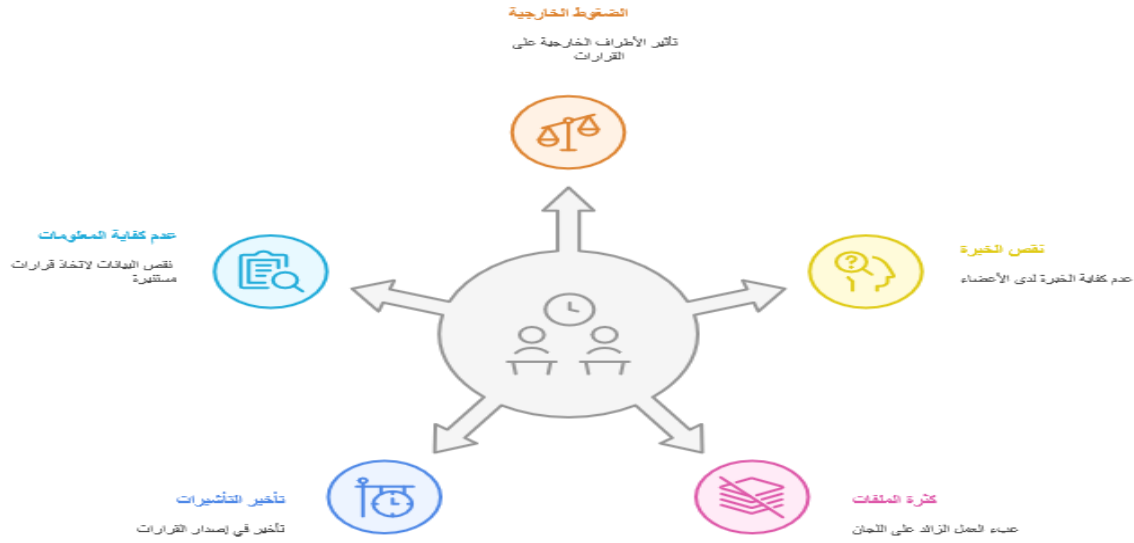 الضغوط الخارجية
تأثير الأطراف الخارجية على
القرارات
نقص الخبرة
عدم كفاية الخبرة لدى الأعضاء
عدم كفاية المعلومات
نقص البيانات لاتخاذ قرارات
مستنيرة
كثرة الملفات
عبء العمل الزائد على اللجان
تأخير التأشيرات
تأخير في إصدار القرارات